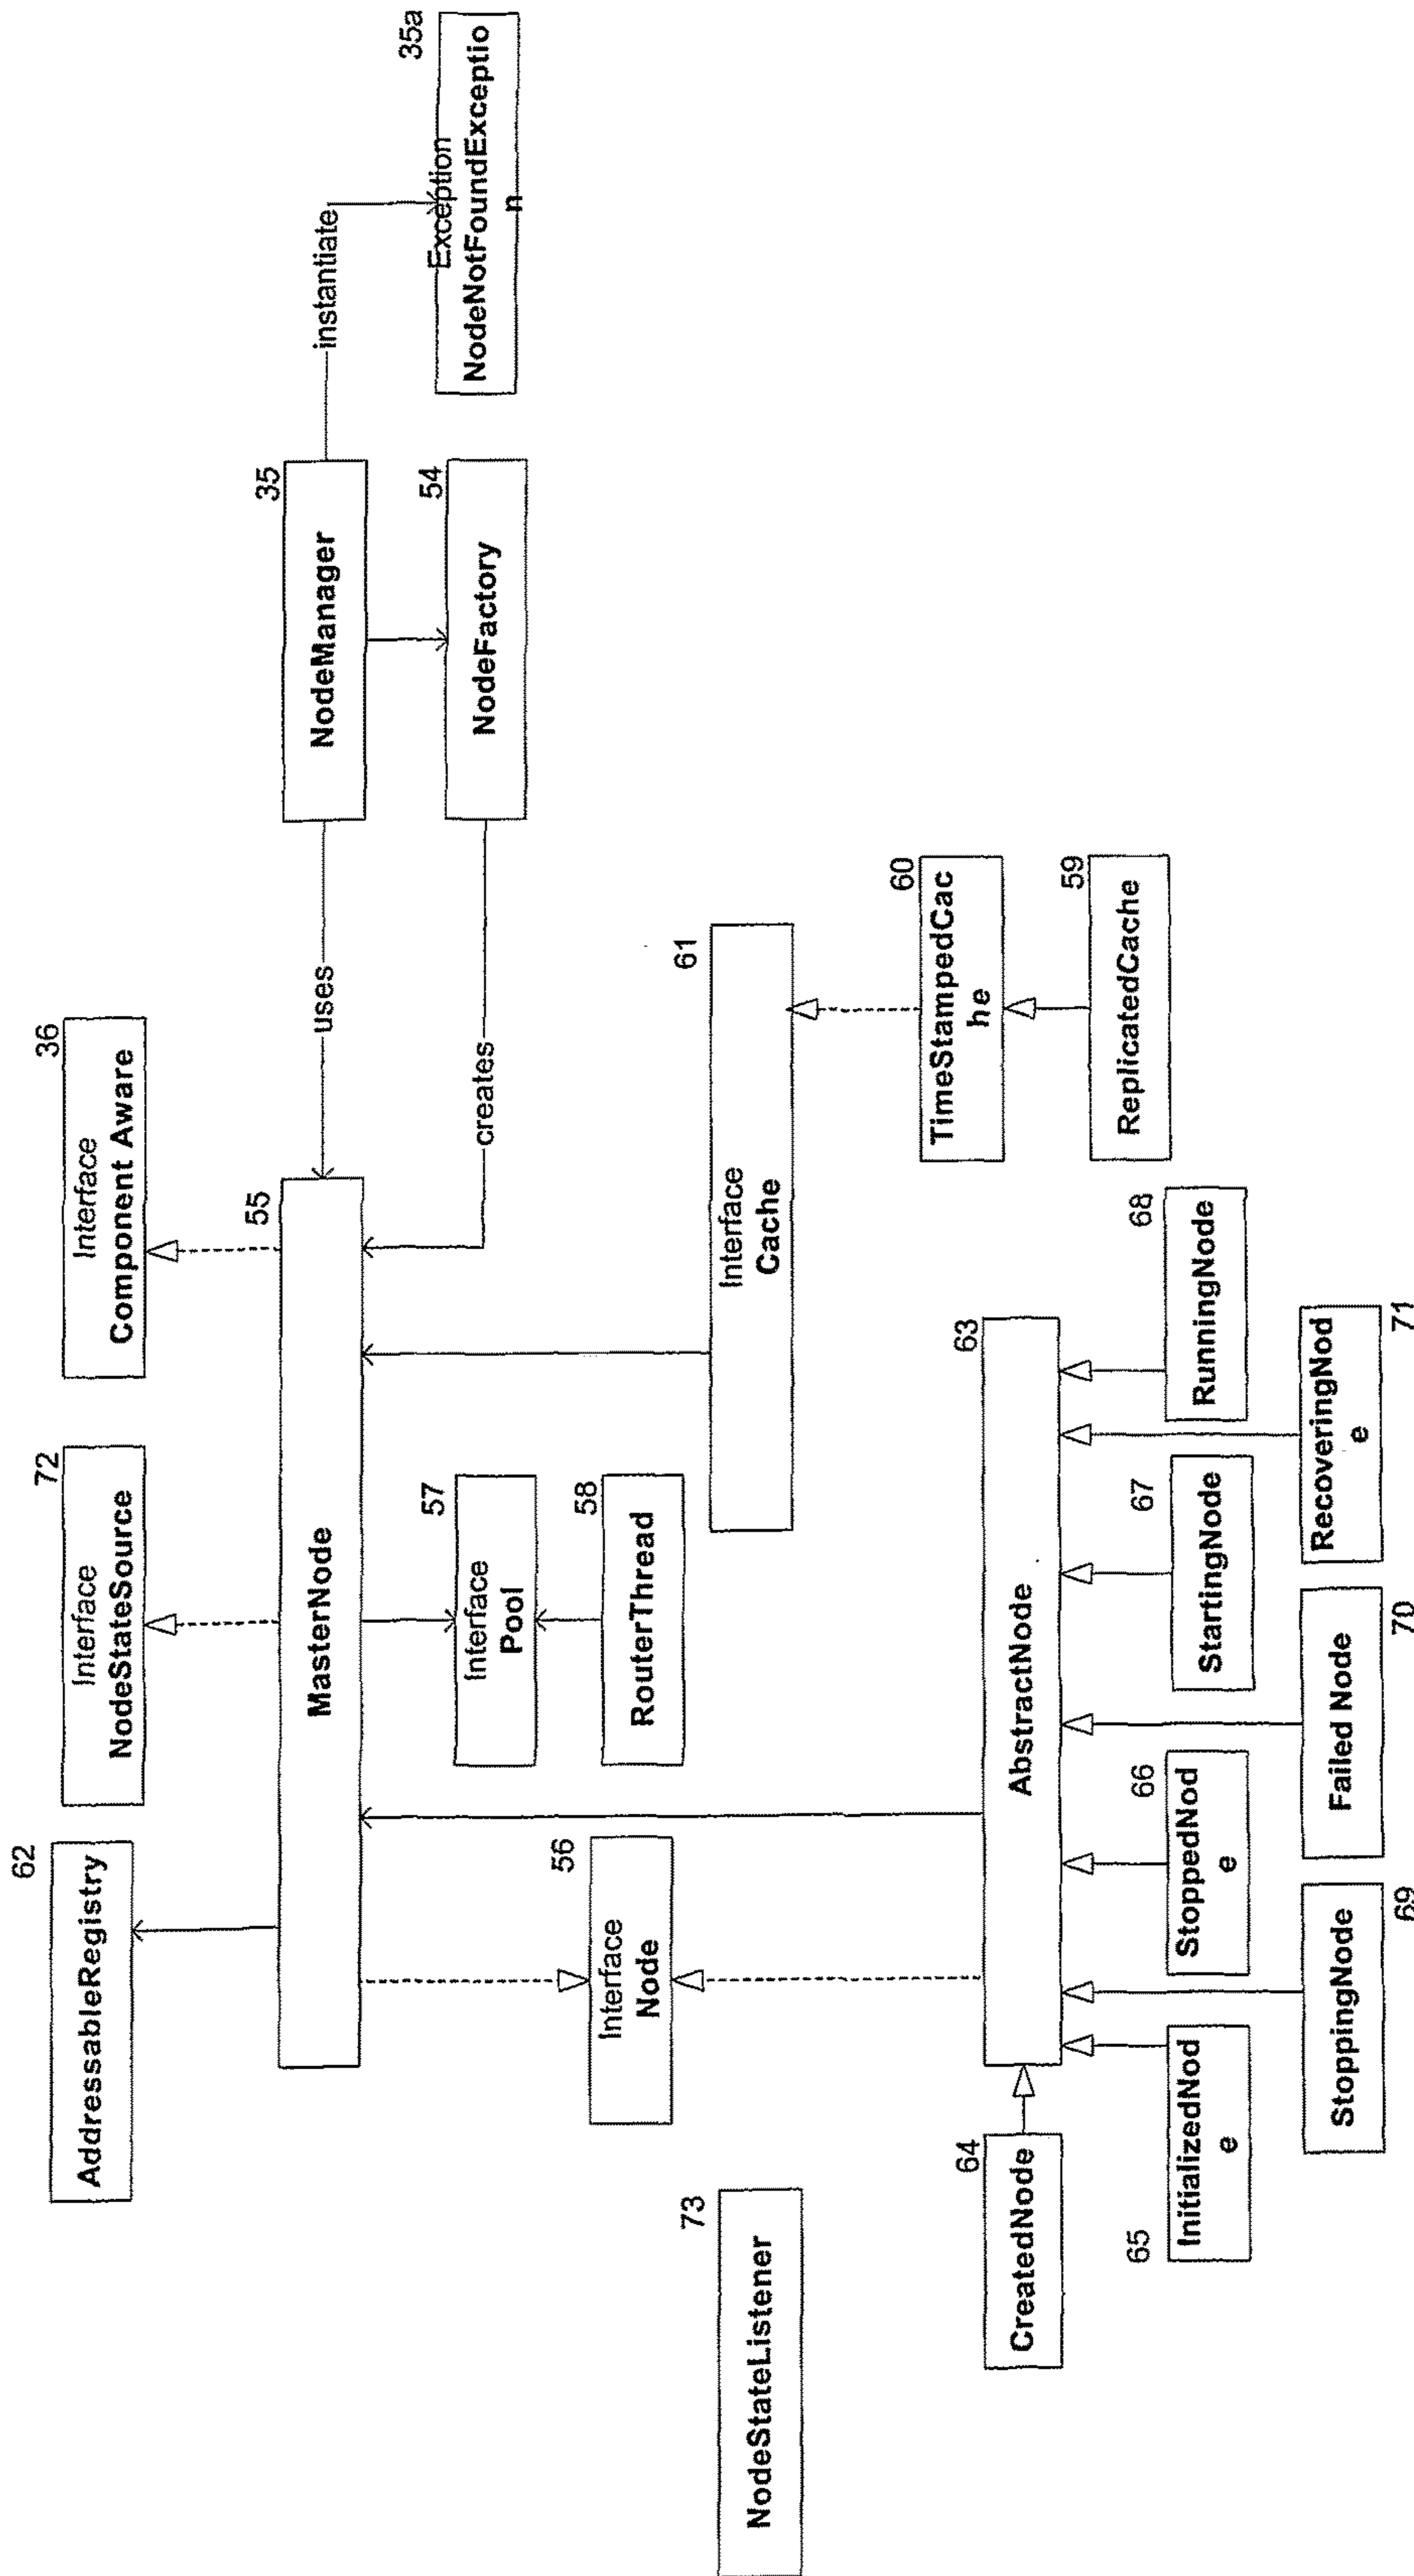 62
AddressableRegistry
72
Interface
NodeStateSource
36
Interface
Component Aware
55
MasterNode
uses
35
NodeManager
instantiate
35a
Exception
NodeNotFoundExceptio
n
54
NodeFactory
creates
57
Interface
Pool
58
RouterThread
56
Interface
Node
73
NodeStateListener
61
Interface
Cache
60
TimeStampedCac
he
59
ReplicatedCache
63
AbstractNode
64
CreatedNode
65
InitializedNod
e
66
StoppedNod
e
67
StartingNode
68
RunningNode
StoppingNode
69
Failed Node
70
RecoveringNod
e
71